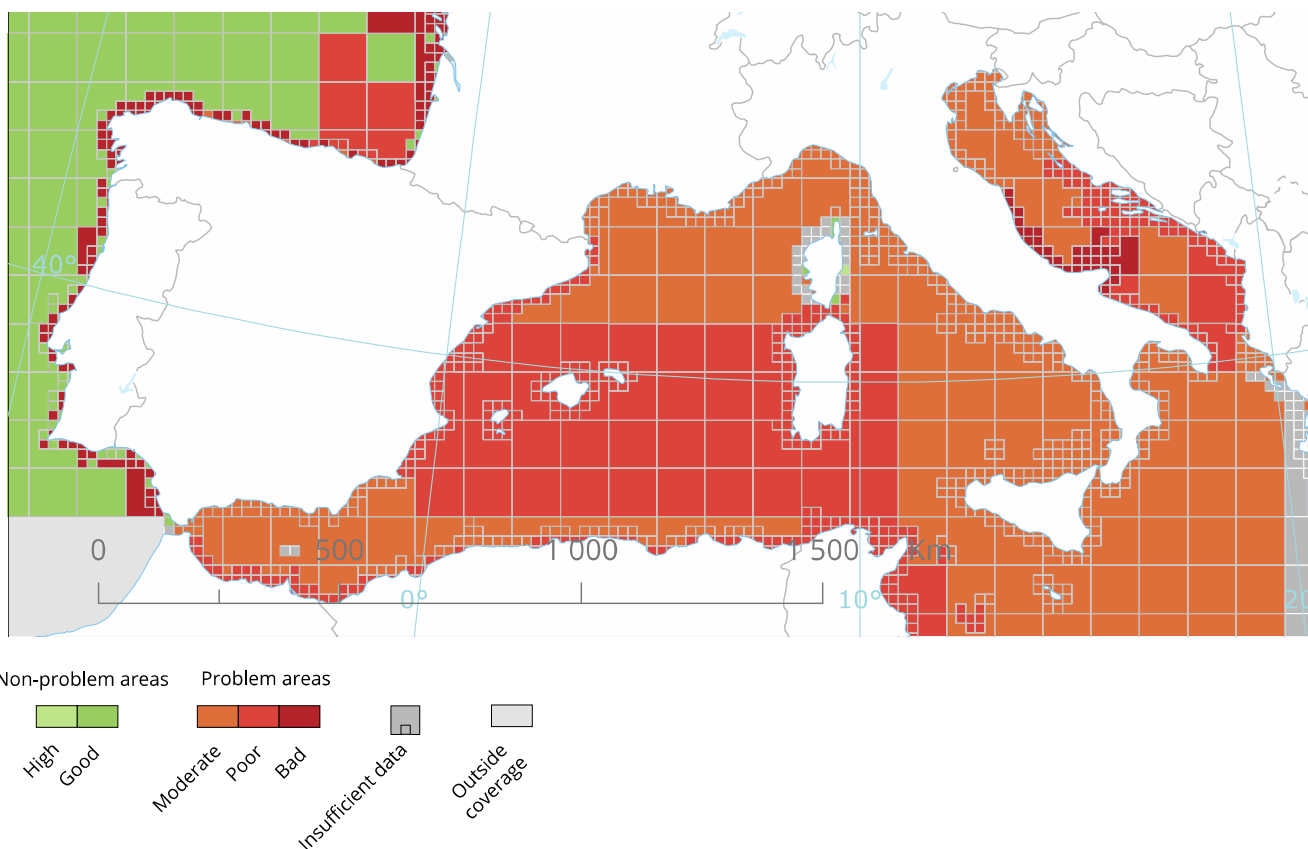 40°
0 500 1 000 1 500 Km
0° 10° 20
Non-problem areas Problem areas
High
Good
Moderate
Poor
Bad
Insufficient data
Outside
coverage